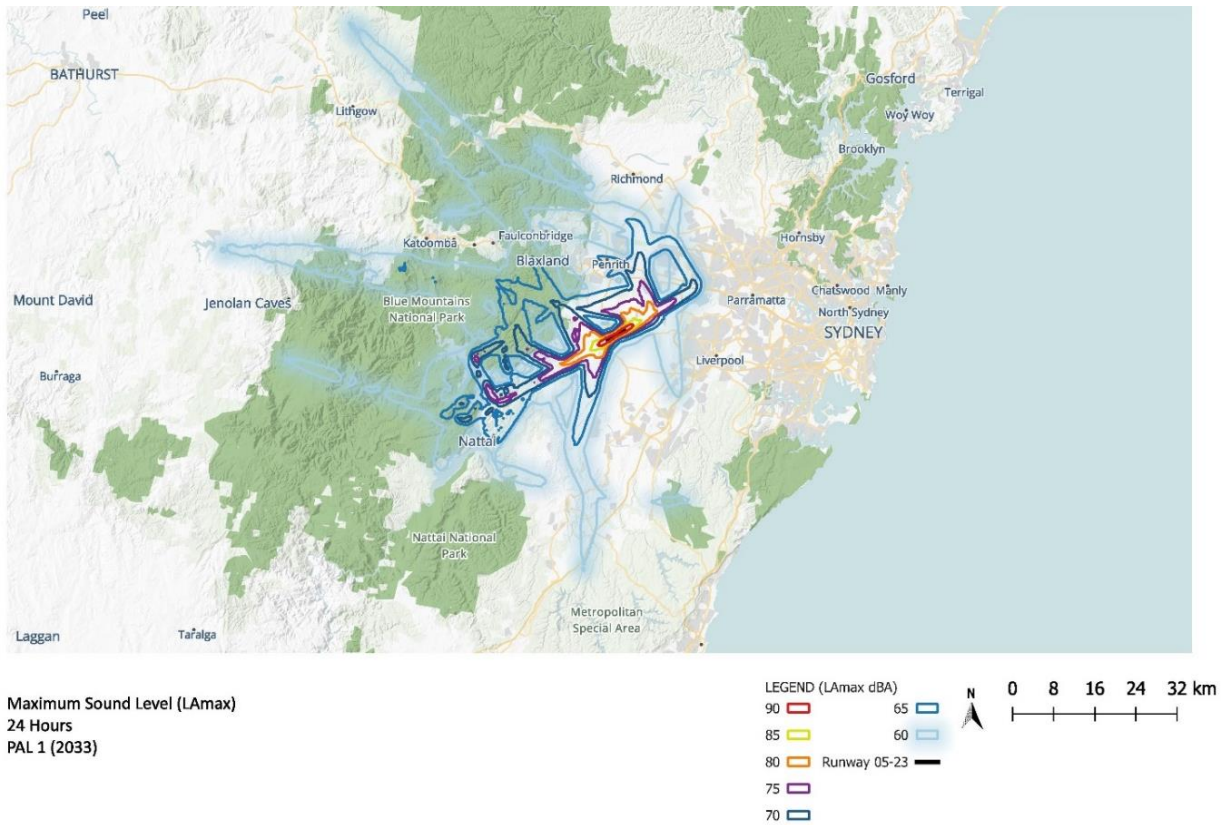 Peel
BATHURST
Gosford
Terrigal
Lithgow
Woy Woy
Brooklyn
Richmond
Katoomba
Faulconbridge
Hornsby
Blaxland
Penrith
Mount David
Jenolan Caves
Blue Mountains
National Park
Parramatta
Chatswood
Manly
North Sydney
SYDNEY
Liverpool
Burraga
Nattai
Nattai National
Park
Metropolitan
Special Area
Laggan
Taralga
Maximum Sound Level (LAmax)
24 Hours
PAL 1 (2033)
LEGEND (LAmax dBA)
90
65
85
60
80
Runway 05-23
75
70
N
0 8 16 24 32 km